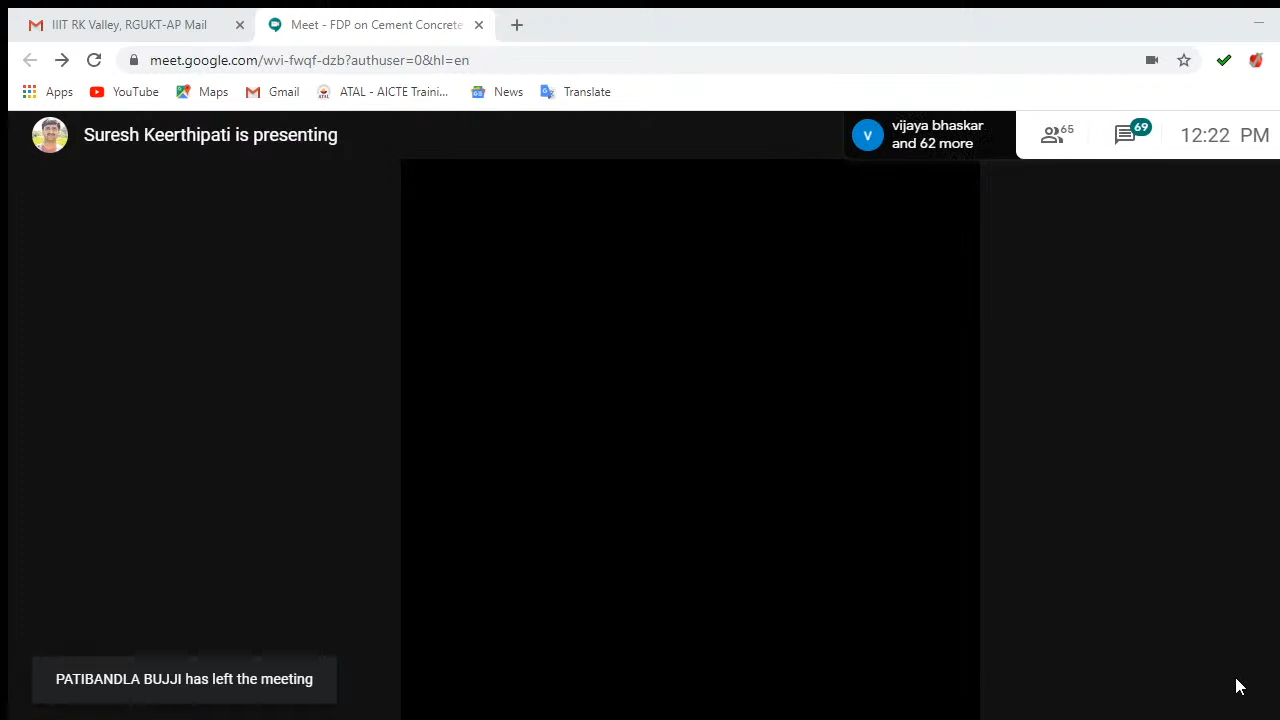 IIIT RK Valley, RGUKT-AP Mail
Meet - FDP on Cement Concrete
meet.google.com/wvi-fwqf-dzb?authuser=0&hl=en
Apps
YouTube
Maps
Gmail
ATAL - AICTE Traini...
News
Translate
Suresh Keerthipati is presenting
V
vijaya bhaskar
and 62 more
65
69
12:22 PM
PATIBANDLA BUJJI has left the meeting